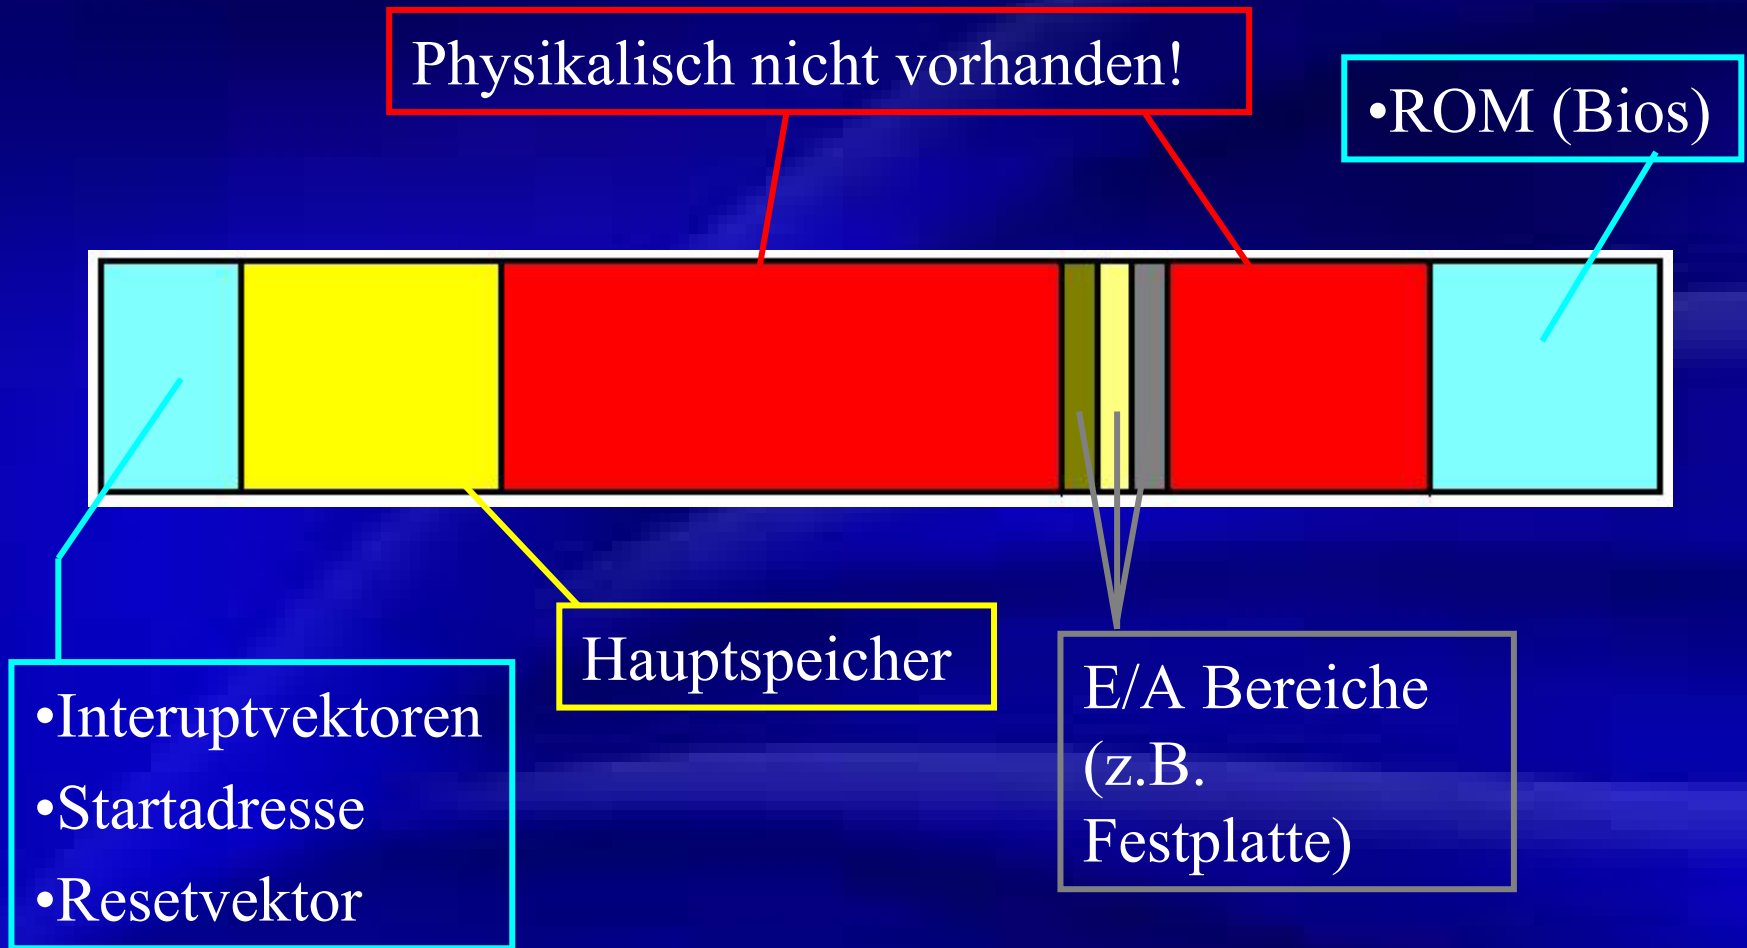 Physikalisch nicht vorhanden!
•ROM (Bios)
Hauptspeicher
•Interuptvektoren
•Startadresse
•Resetvektor
E/A Bereiche
(z.B.
Festplatte)